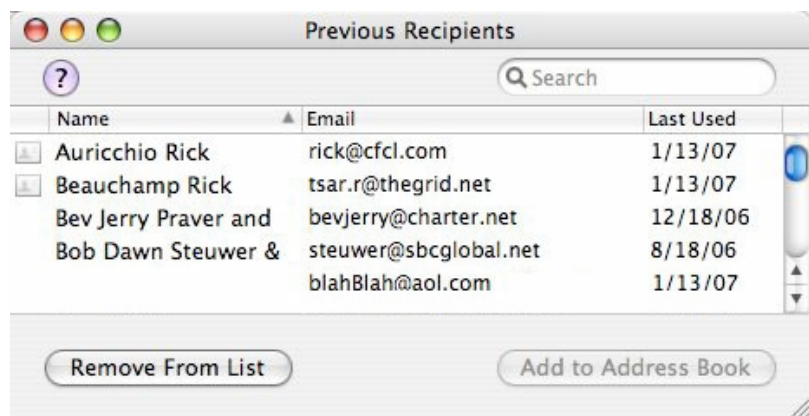 Previous Recipients
?
Search
Name Email Last Used
Auricchio Rick rick@cfcl.com 1/13/07
Beauchamp Rick tsar.r@thegrid.net 1/13/07
Bev Jerry Praver and bevjerry@charter.net 12/18/06
Bob Dawn Steuwer & steuwer@sbcglobal.net 8/18/06
blahBlah@aol.com 1/13/07
Remove From List Add to Address Book